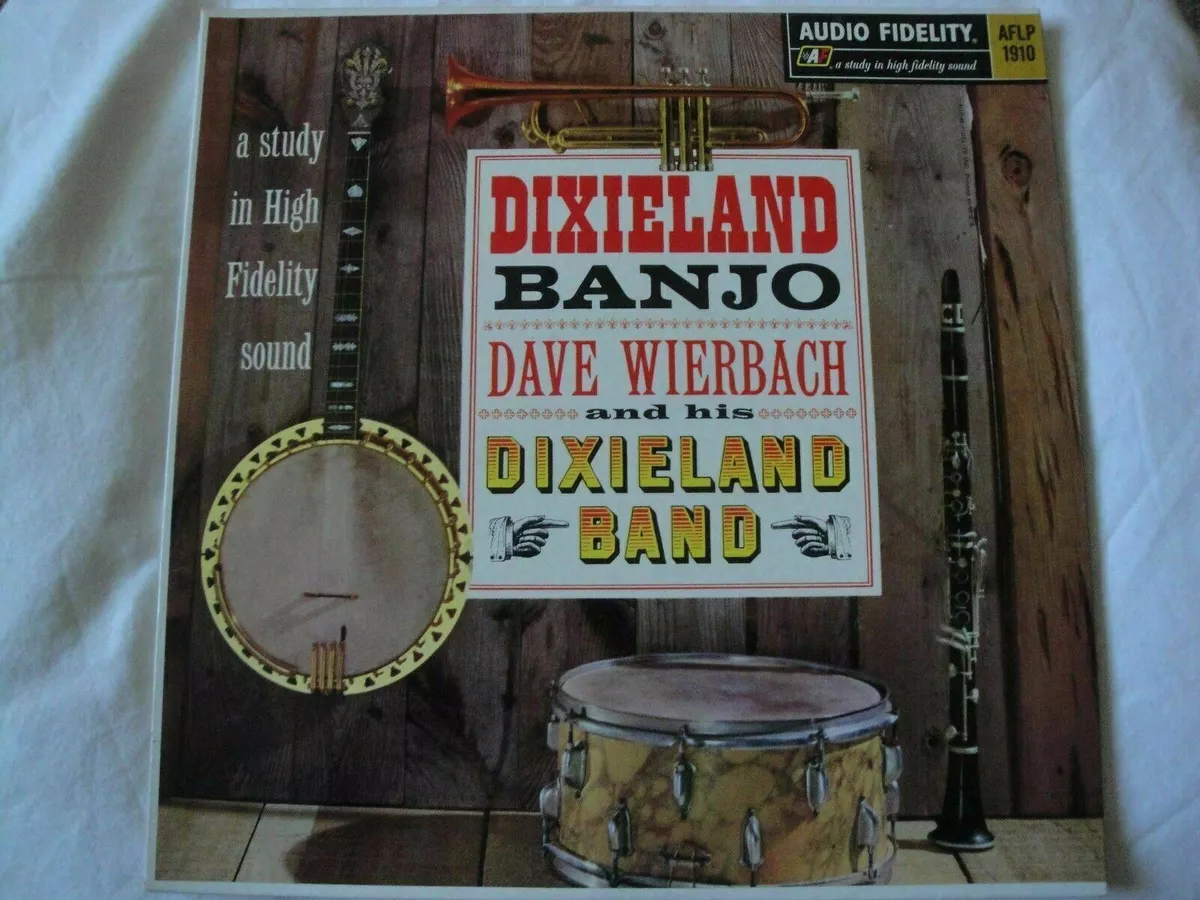 AUDIO FIDELITY®
AFLP
1910
AF
a study in high fidelity sound
a study
in High
Fidelity
sound
DIXIELAND
BANJO
DAVE WIERBACH
and his
DIXIELAND
BAND